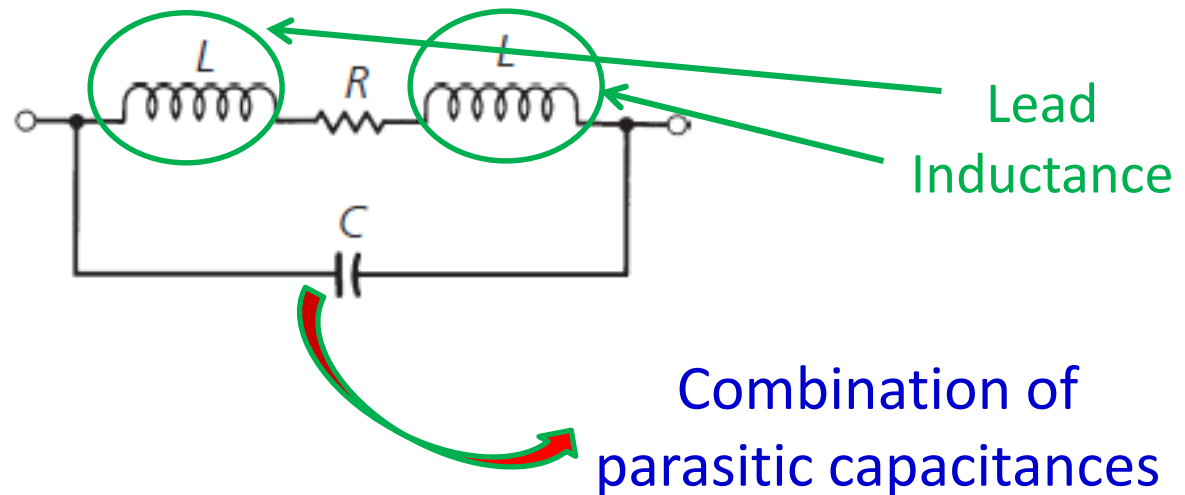 L
R
L
Lead
Inductance
C
Combination of
parasitic capacitances